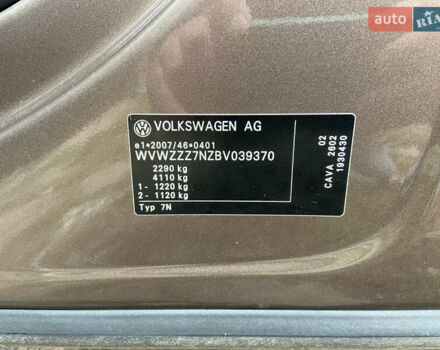 auto RIA
VOLKSWAGEN AG
e1*2007/46*0401
WVWZZZ7NZBV039370
2290 kg
4110 kg
1- 1220 kg
2- 1120 kg
Typ 7N
02
CAVA 2602
1930430